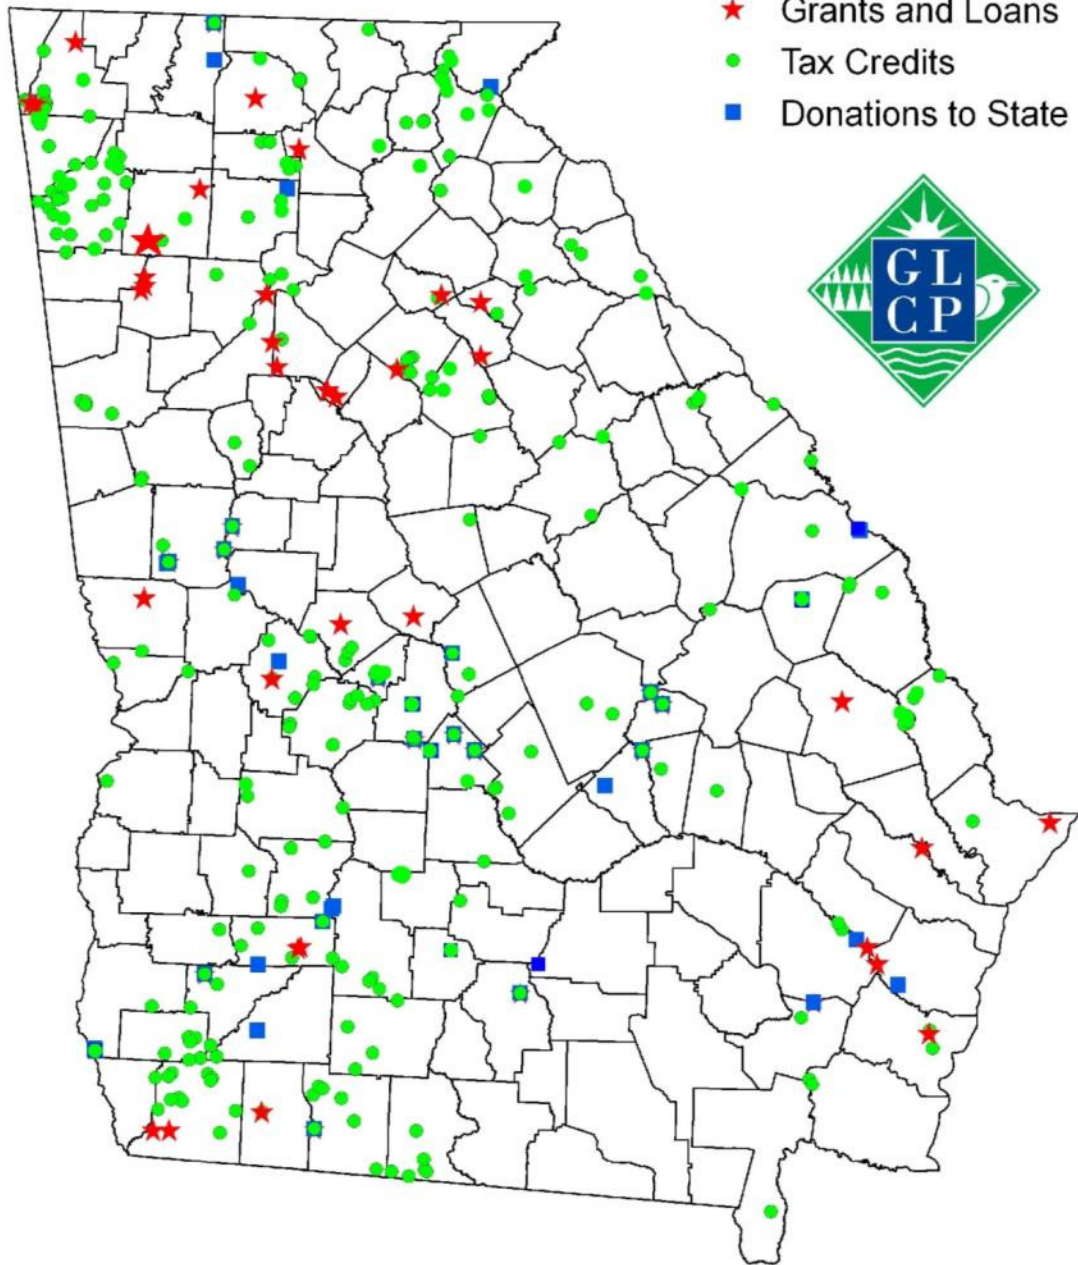 Grants and Loans
Tax Credits
Donations to State
GL
CP